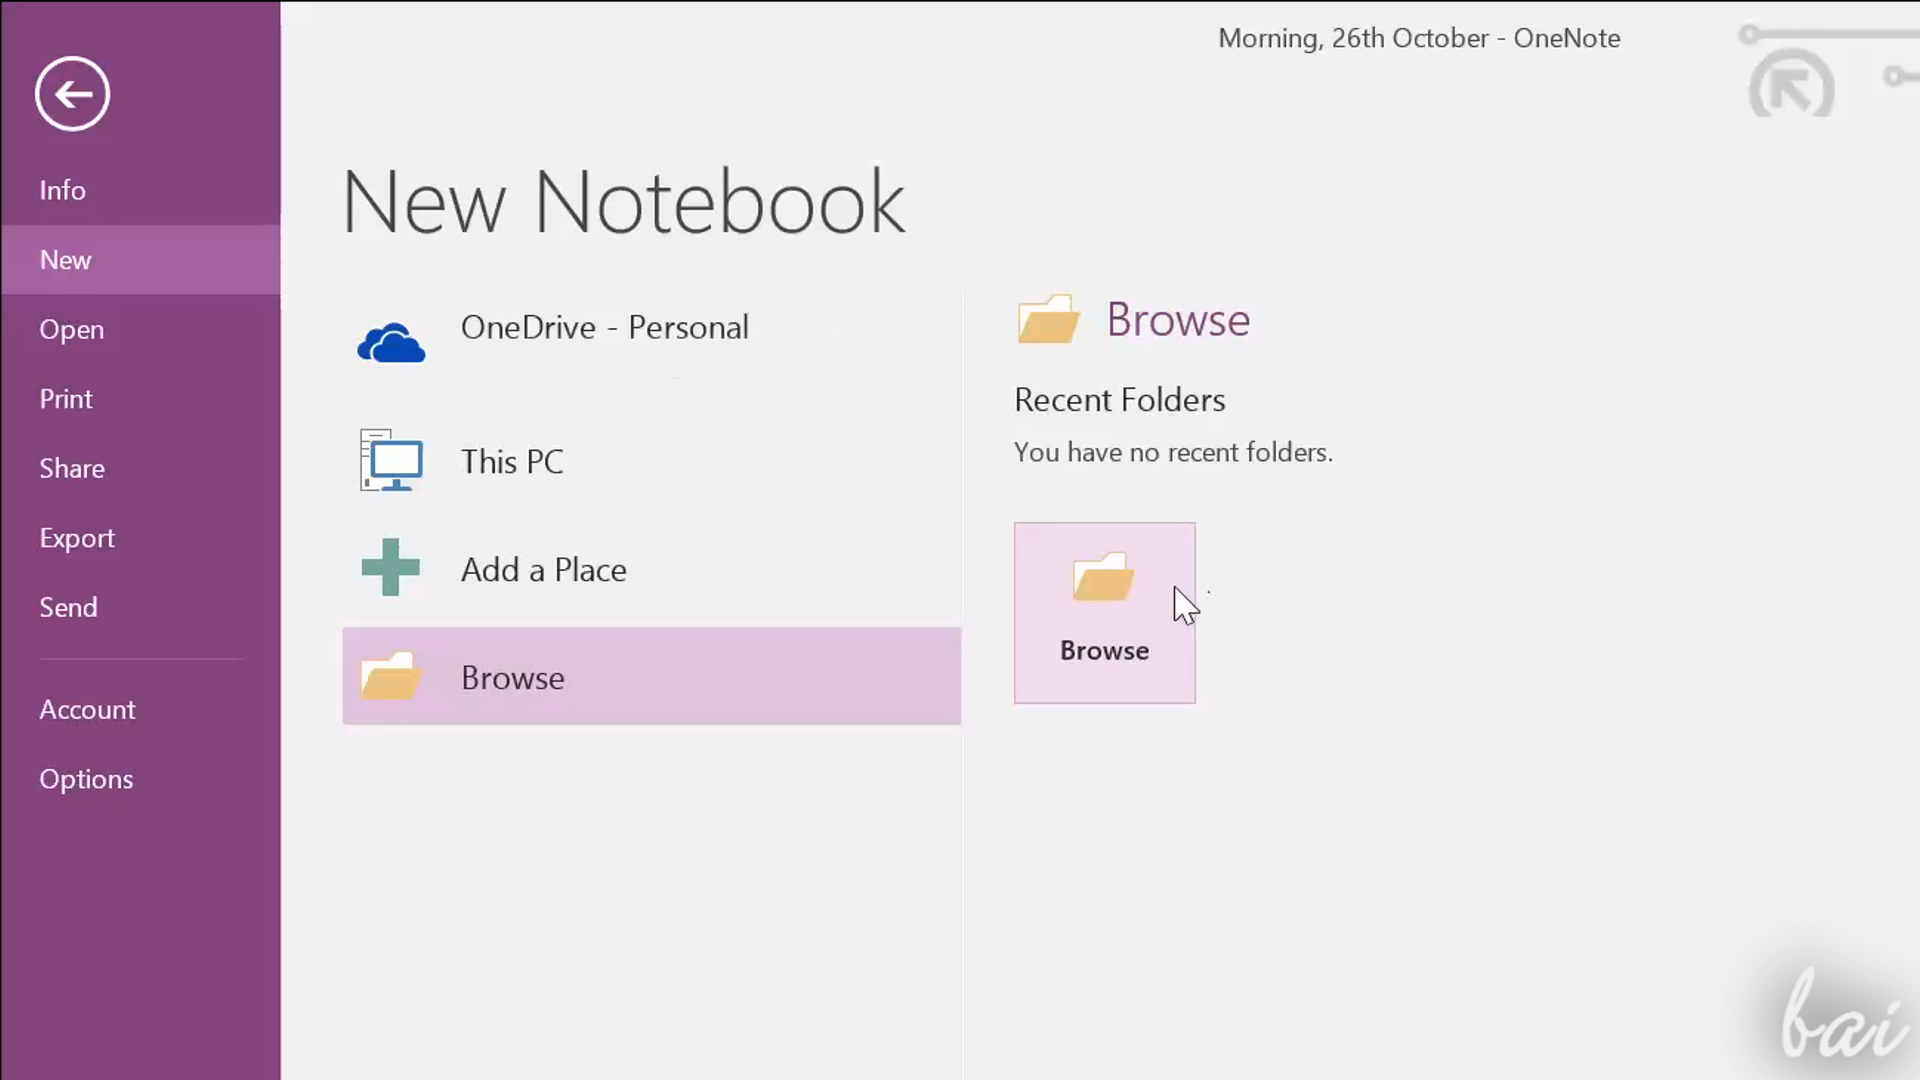 Morning, 26th October - OneNote
Info
New
Open
Print
Share
Export
Send
Account
Options
New Notebook
OneDrive - Personal
This PC
Add a Place
Browse
Browse
Recent Folders
You have no recent folders.
Browse
bai